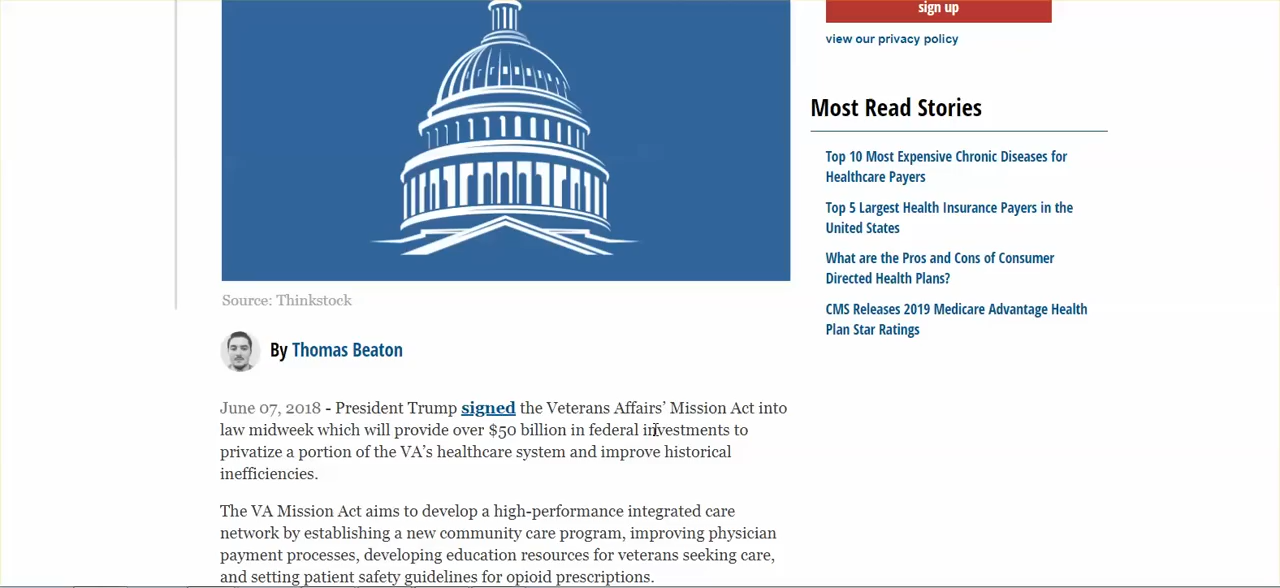 sign up
view our privacy policy
Most Read Stories
Top 10 Most Expensive Chronic Diseases for
Healthcare Payers
Top 5 Largest Health Insurance Payers in the
United States
What are the Pros and Cons of Consumer
Directed Health Plans?
CMS Releases 2019 Medicare Advantage Health
Plan Star Ratings
Source: Thinkstock
By Thomas Beaton
June 07, 2018 - President Trump signed the Veterans Affairs’ Mission Act into
law midweek which will provide over $50 billion in federal investments to
privatize a portion of the VA’s healthcare system and improve historical
inefficiencies.
The VA Mission Act aims to develop a high-performance integrated care
network by establishing a new community care program, improving physician
payment processes, developing education resources for veterans seeking care,
and setting patient safety guidelines for opioid prescriptions.